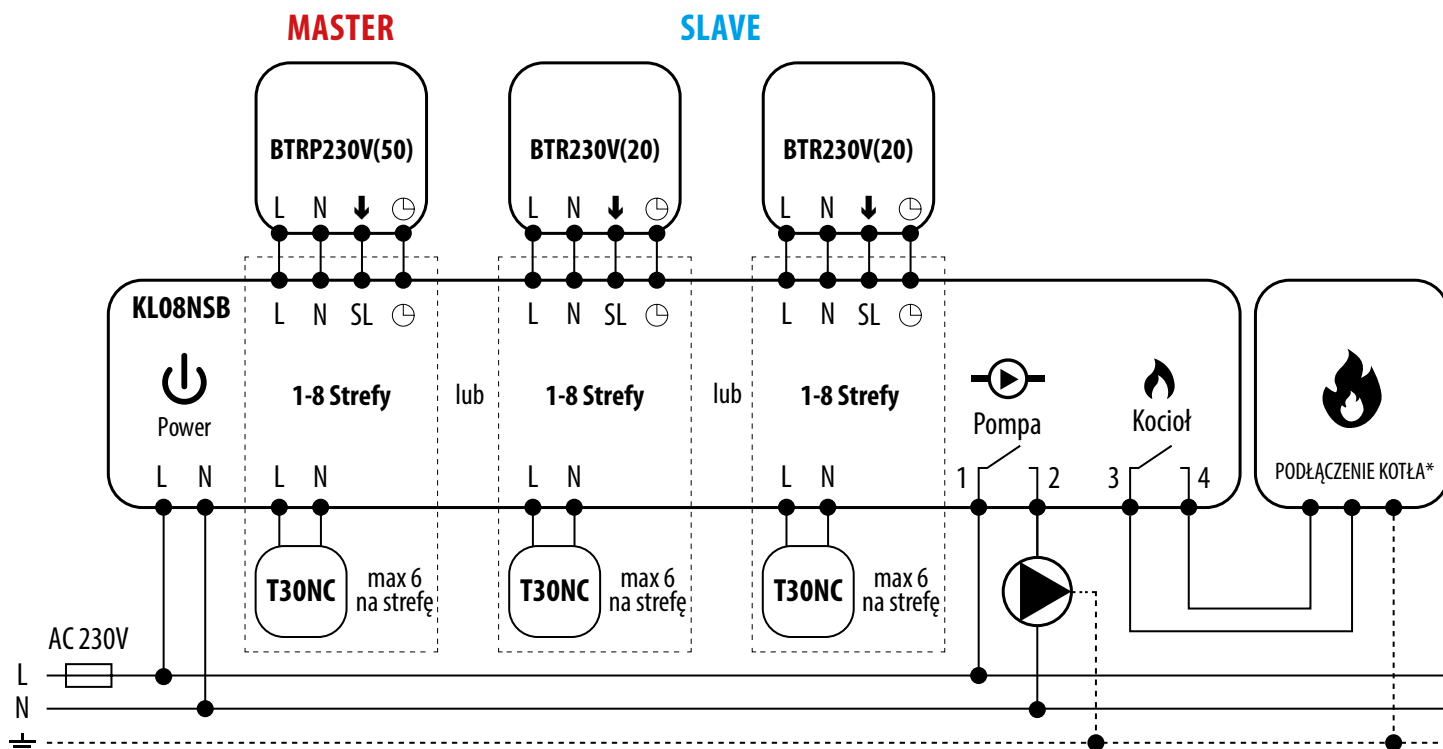 MASTER SLAVE
BTRP230V(50) BTR230V(20) BTR230V(20)
L N L N L N
KL08NSB L N SL L N SL L N SL
Power 1-8 Strefy lub 1-8 Strefy lub 1-8 Strefy Pompa Kocioł
PODŁĄCZENIE KOTŁA*
L N L N L N L N 1 2 3 4
T30NC max 6 T30NC max 6 T30NC max 6
na strefę na strefę na strefę
AC 230V
L
N